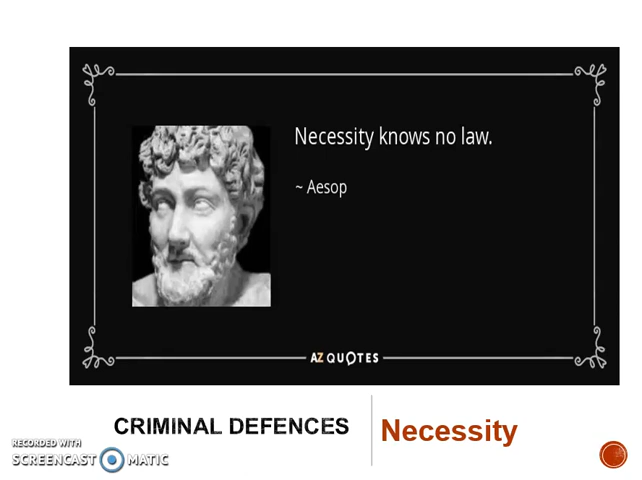 Necessity knows no law.
~ Aesop
AZ QUOTES
CRIMINAL DEFENCES
Necessity
RECORDED WITH
SCREENCAST MATIC